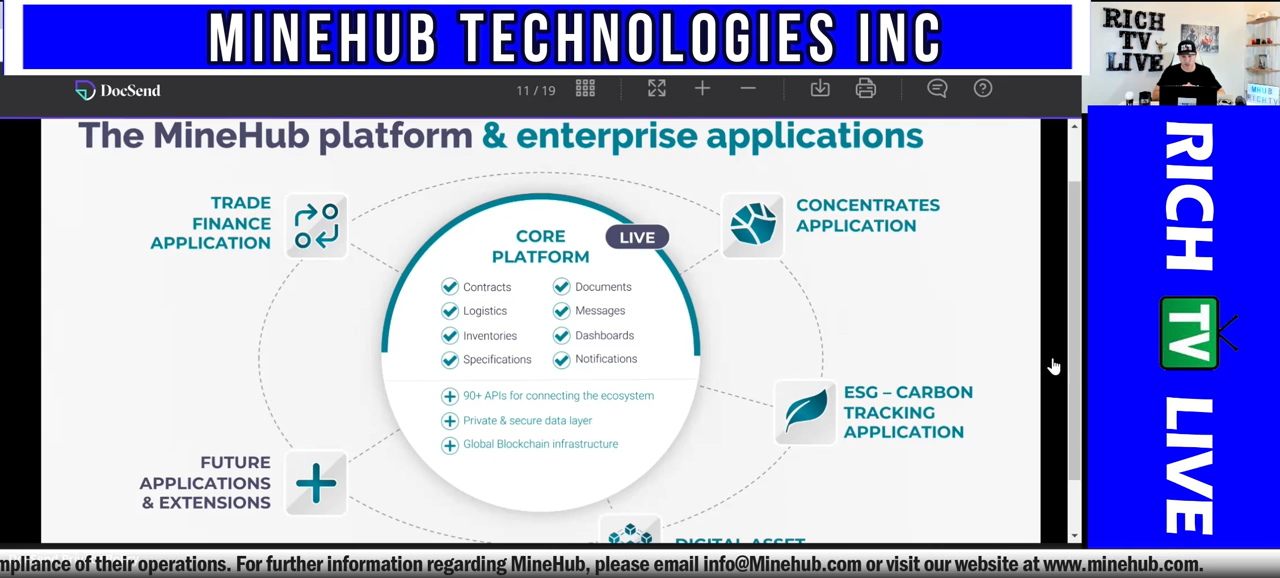 MINEHUB TECHNOLOGIES INC
RICH
TV
LIVE
DocSend
11 / 19
The MineHub platform & enterprise applications
TRADE
FINANCE
APPLICATION
CORE
PLATFORM
LIVE
Contracts
Documents
Logistics
Messages
Inventories
Dashboards
Specifications
Notifications
90+ APIs for connecting the ecosystem
Private & secure data layer
Global Blockchain infrastructure
CONCENTRATES
APPLICATION
ESG – CARBON
TRACKING
APPLICATION
FUTURE
APPLICATIONS
& EXTENSIONS
DIGITAL ASSET
RICH TV LIVE
mpliance of their operations. For further information regarding MineHub, please email info@Minehub.com or visit our website at www.minehub.com.